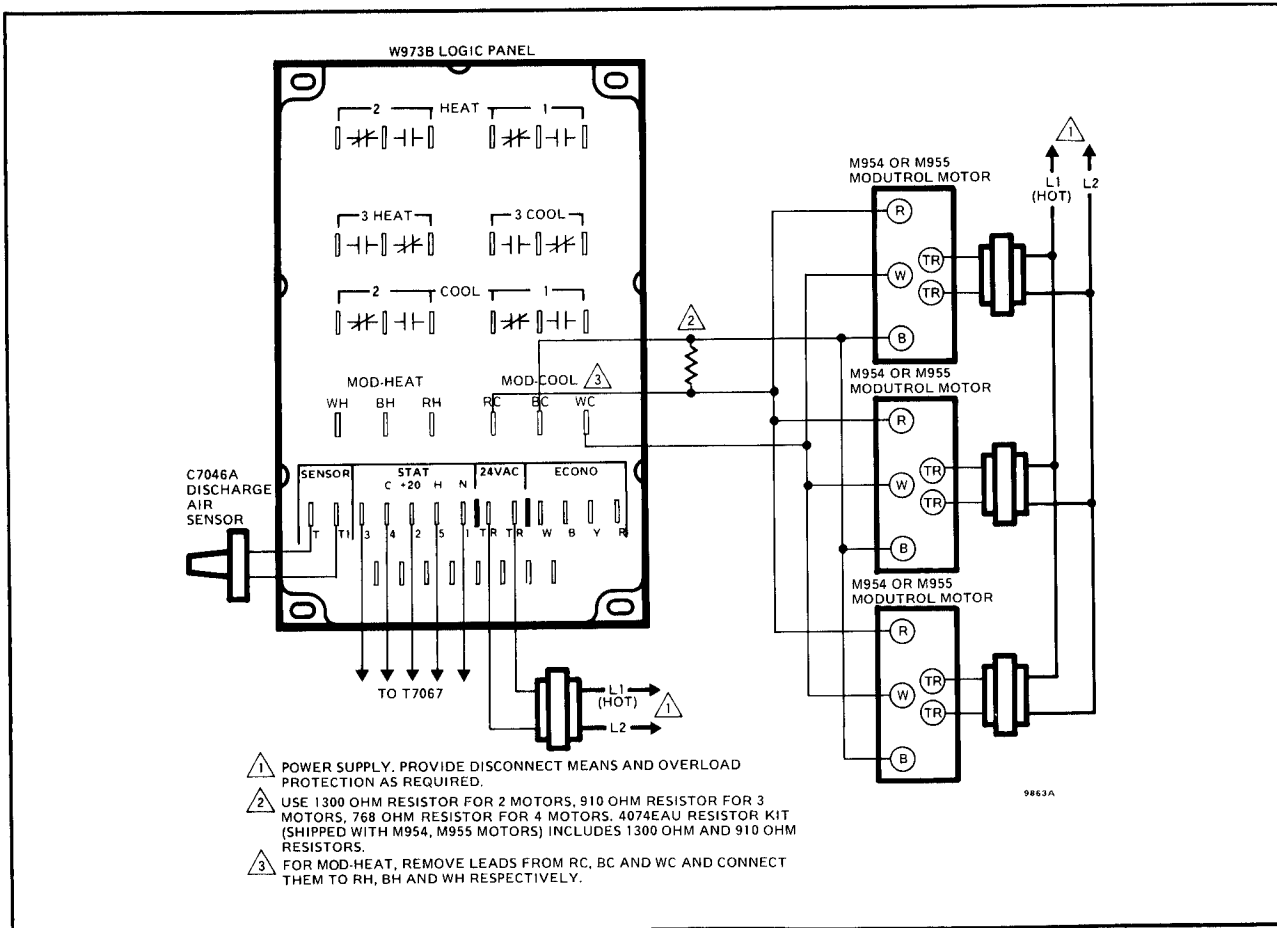 W973B LOGIC PANEL
2 HEAT 1
3 HEAT 3 COOL
2 COOL 1
MOD-HEAT MOD-COOL 3
WH BH RH RC BC WC
SENSOR STAT 24VAC ECONO
C +20 H N
T T1 3 4 2 5 1 TR TR W B Y R
C7046A
DISCHARGE
AIR
SENSOR
TO T7067
L1
(HOT)
L2
1
2
1
L1
(HOT)
L2
M954 OR M955
MODUTROL MOTOR
R
W
B
TR
TR
M954 OR M955
MODUTROL MOTOR
R
W
B
TR
TR
M954 OR M955
MODUTROL MOTOR
R
W
B
TR
TR
1 POWER SUPPLY. PROVIDE DISCONNECT MEANS AND OVERLOAD
PROTECTION AS REQUIRED.
2 USE 1300 OHM RESISTOR FOR 2 MOTORS, 910 OHM RESISTOR FOR 3
MOTORS, 768 OHM RESISTOR FOR 4 MOTORS. 4074EAU RESISTOR KIT
(SHIPPED WITH M954, M955 MOTORS) INCLUDES 1300 OHM AND 910 OHM
RESISTORS.
3 FOR MOD-HEAT, REMOVE LEADS FROM RC, BC AND WC AND CONNECT
THEM TO RH, BH AND WH RESPECTIVELY.
9863A